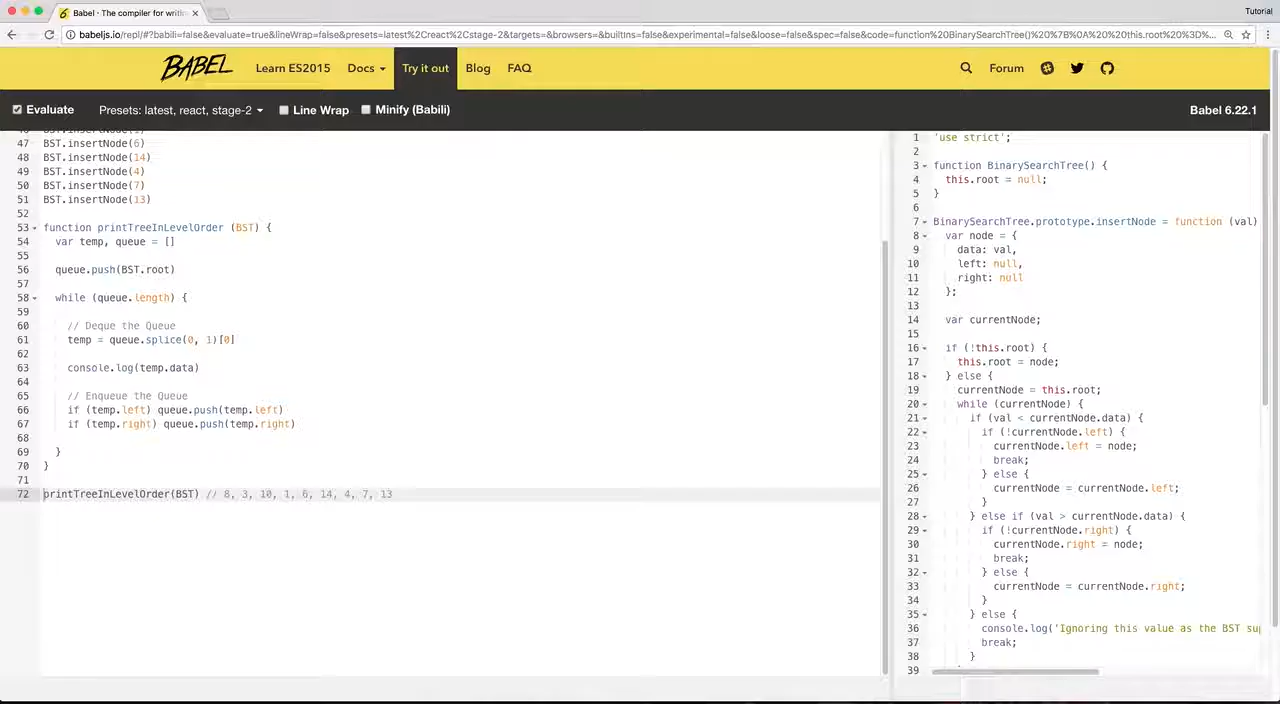 Babel · The compiler for writin
Tutorial
babeljs.io/repl/#?babili=false&evaluate=true&lineWrap=false&presets=latest%2Creact%2Cstage-2&targets=&browsers=&builtIns=false&experimental=false&loose=false&spec=false&code=function%20BinarySearchTree()%20%7B%0A%20%20this.root%20%3D%...
BABEL Learn ES2015 Docs Try it out Blog FAQ Forum
Evaluate Presets: latest, react, stage-2 Line Wrap Minify (Babili) Babel 6.22.1
47 BST.insertNode(6)
48 BST.insertNode(14)
49 BST.insertNode(4)
50 BST.insertNode(7)
51 BST.insertNode(13)
52
53 function printTreeInLevelOrder (BST) {
54 var temp, queue = []
55
56 queue.push(BST.root)
57
58 while (queue.length) {
59
60 // Deque the Queue
61 temp = queue.splice(0, 1)[0]
62
63 console.log(temp.data)
64
65 // Enqueue the Queue
66 if (temp.left) queue.push(temp.left)
67 if (temp.right) queue.push(temp.right)
68
69 }
70 }
71
72 printTreeInLevelOrder(BST) // 8, 3, 10, 1, 6, 14, 4, 7, 13
1 'use strict';
2
3 function BinarySearchTree() {
4 this.root = null;
5 }
6
7 BinarySearchTree.prototype.insertNode = function (val)
8 var node = {
9 data: val,
10 left: null,
11 right: null
12 };
13
14 var currentNode;
15
16 if (!this.root) {
17 this.root = node;
18 } else {
19 currentNode = this.root;
20 while (currentNode) {
21 if (val < currentNode.data) {
22 if (!currentNode.left) {
23 currentNode.left = node;
24 break;
25 } else {
26 currentNode = currentNode.left;
27 }
28 } else if (val > currentNode.data) {
29 if (!currentNode.right) {
30 currentNode.right = node;
31 break;
32 } else {
33 currentNode = currentNode.right;
34 }
35 } else {
36 console.log('Ignoring this value as the BST su
37 break;
38 }
39